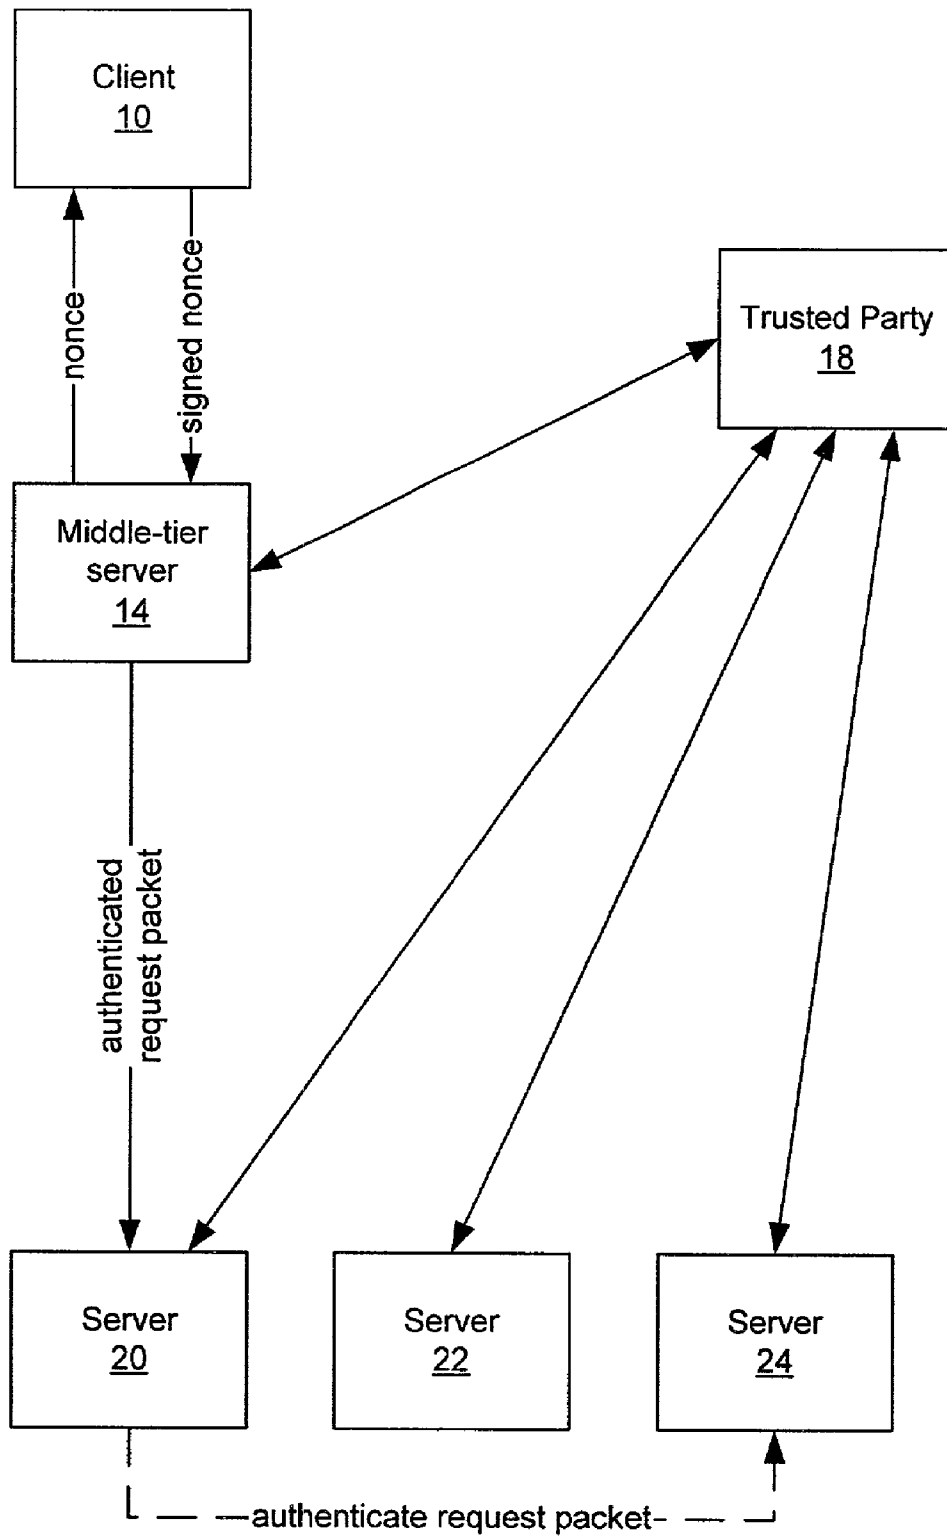 Client
10
nonce
signed nonce
Trusted Party
18
Middle-tier
server
14
authenticated
request packet
Server
20
Server
22
Server
24
authenticate request packet